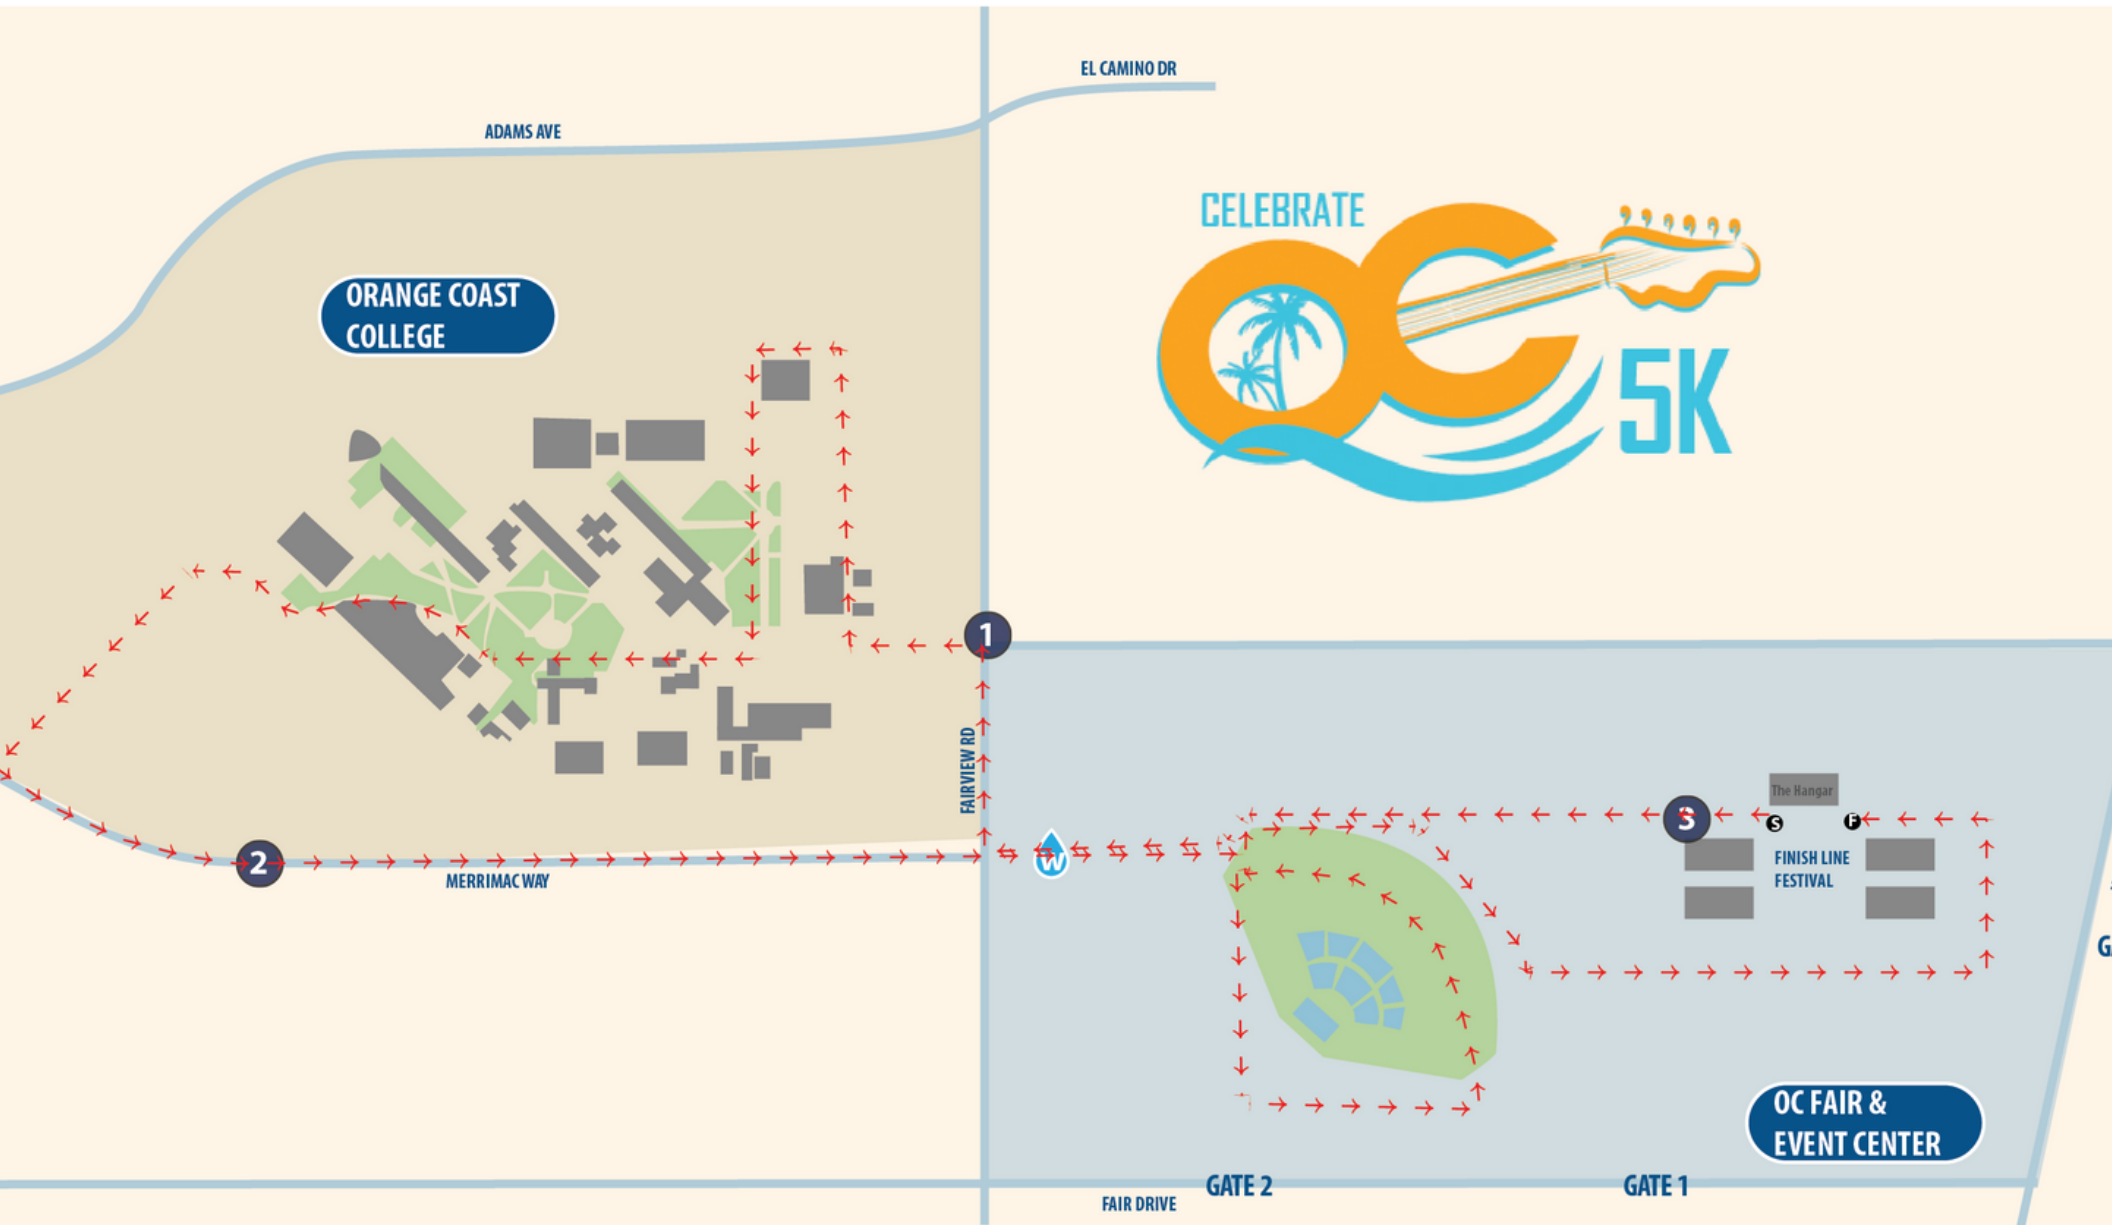 EL CAMINO DR
ADAMS AVE
CELEBRATE
OC
5K
ORANGE COAST
COLLEGE
1
FAIRVIEW RD
The Hangar
3
S
F
W
2
MERRIMAC WAY
FINISH LINE
FESTIVAL
OC FAIR &
EVENT CENTER
GATE 2
GATE 1
FAIR DRIVE